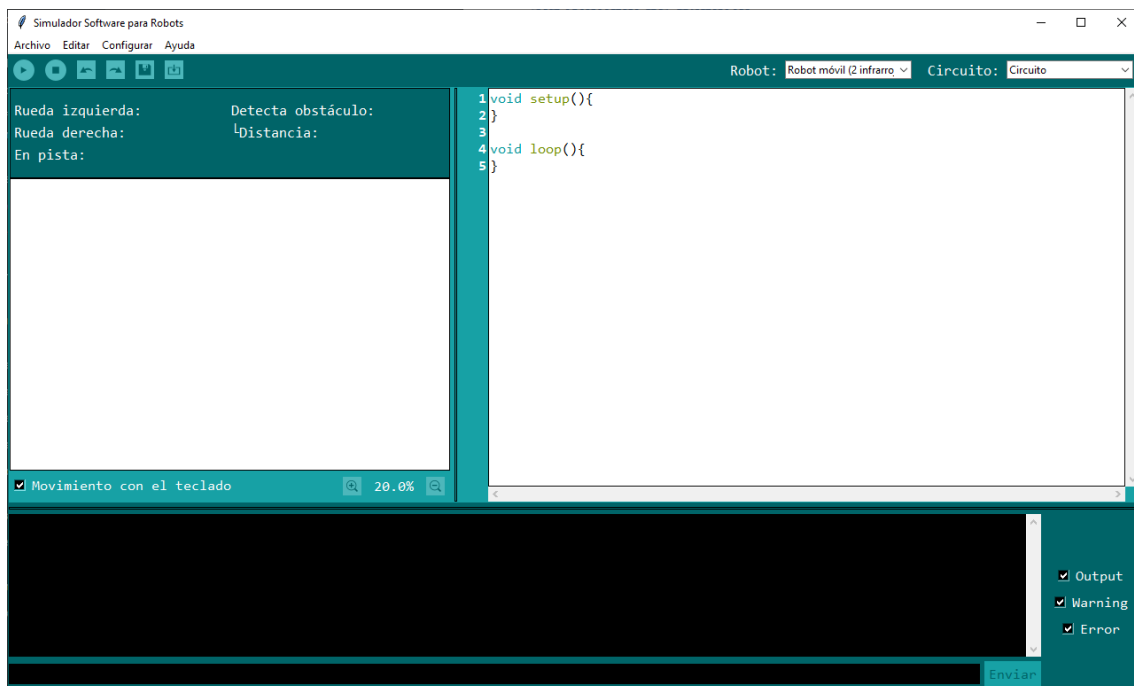 Simulador Software para Robots
Archivo Editar Configurar Ayuda
Robot: Robot móvil (2 infrarro Circuito: Circuito
Rueda izquierda: Detecta obstáculo:
Rueda derecha: └Distancia:
En pista:
1 void setup(){
2 }
3
4 void loop(){
5 }
Movimiento con el teclado 20.0%
Output
Warning
Error
Enviar